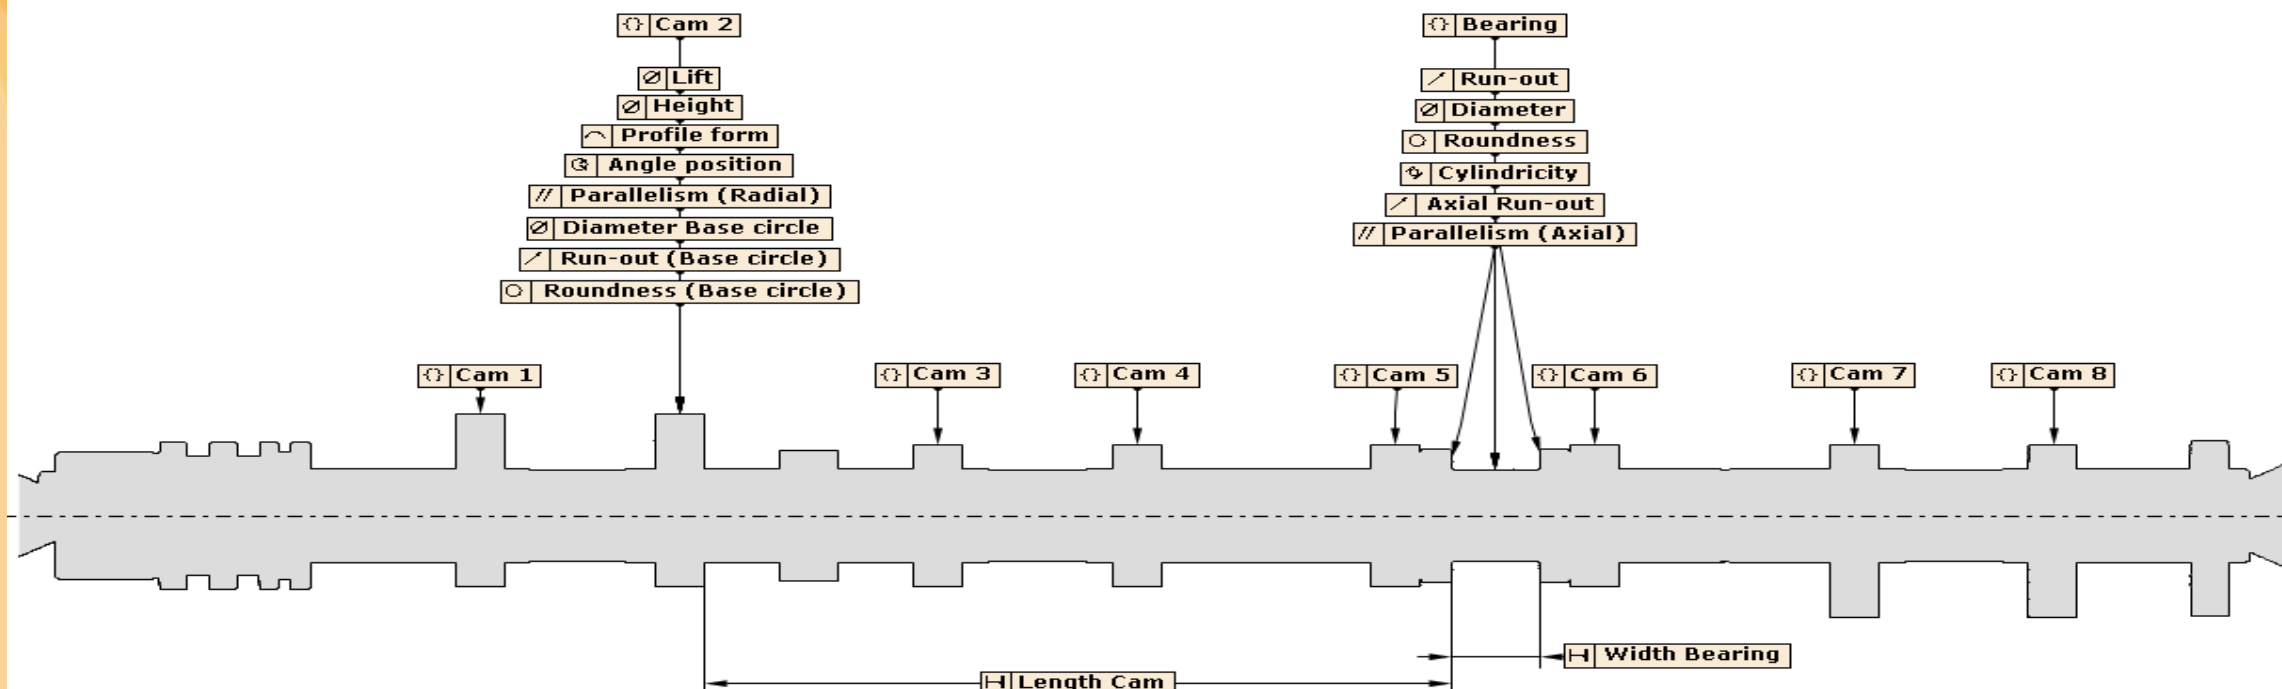 Cam 2
Lift
Height
Profile form
Angle position
Parallelism (Radial)
Diameter Base circle
Run-out (Base circle)
Roundness (Base circle)
Bearing
Run-out
Diameter
Roundness
Cylindricity
Axial Run-out
Parallelism (Axial)
Cam 1
Cam 3
Cam 4
Cam 5
Cam 6
Cam 7
Cam 8
Width Bearing
Length Cam